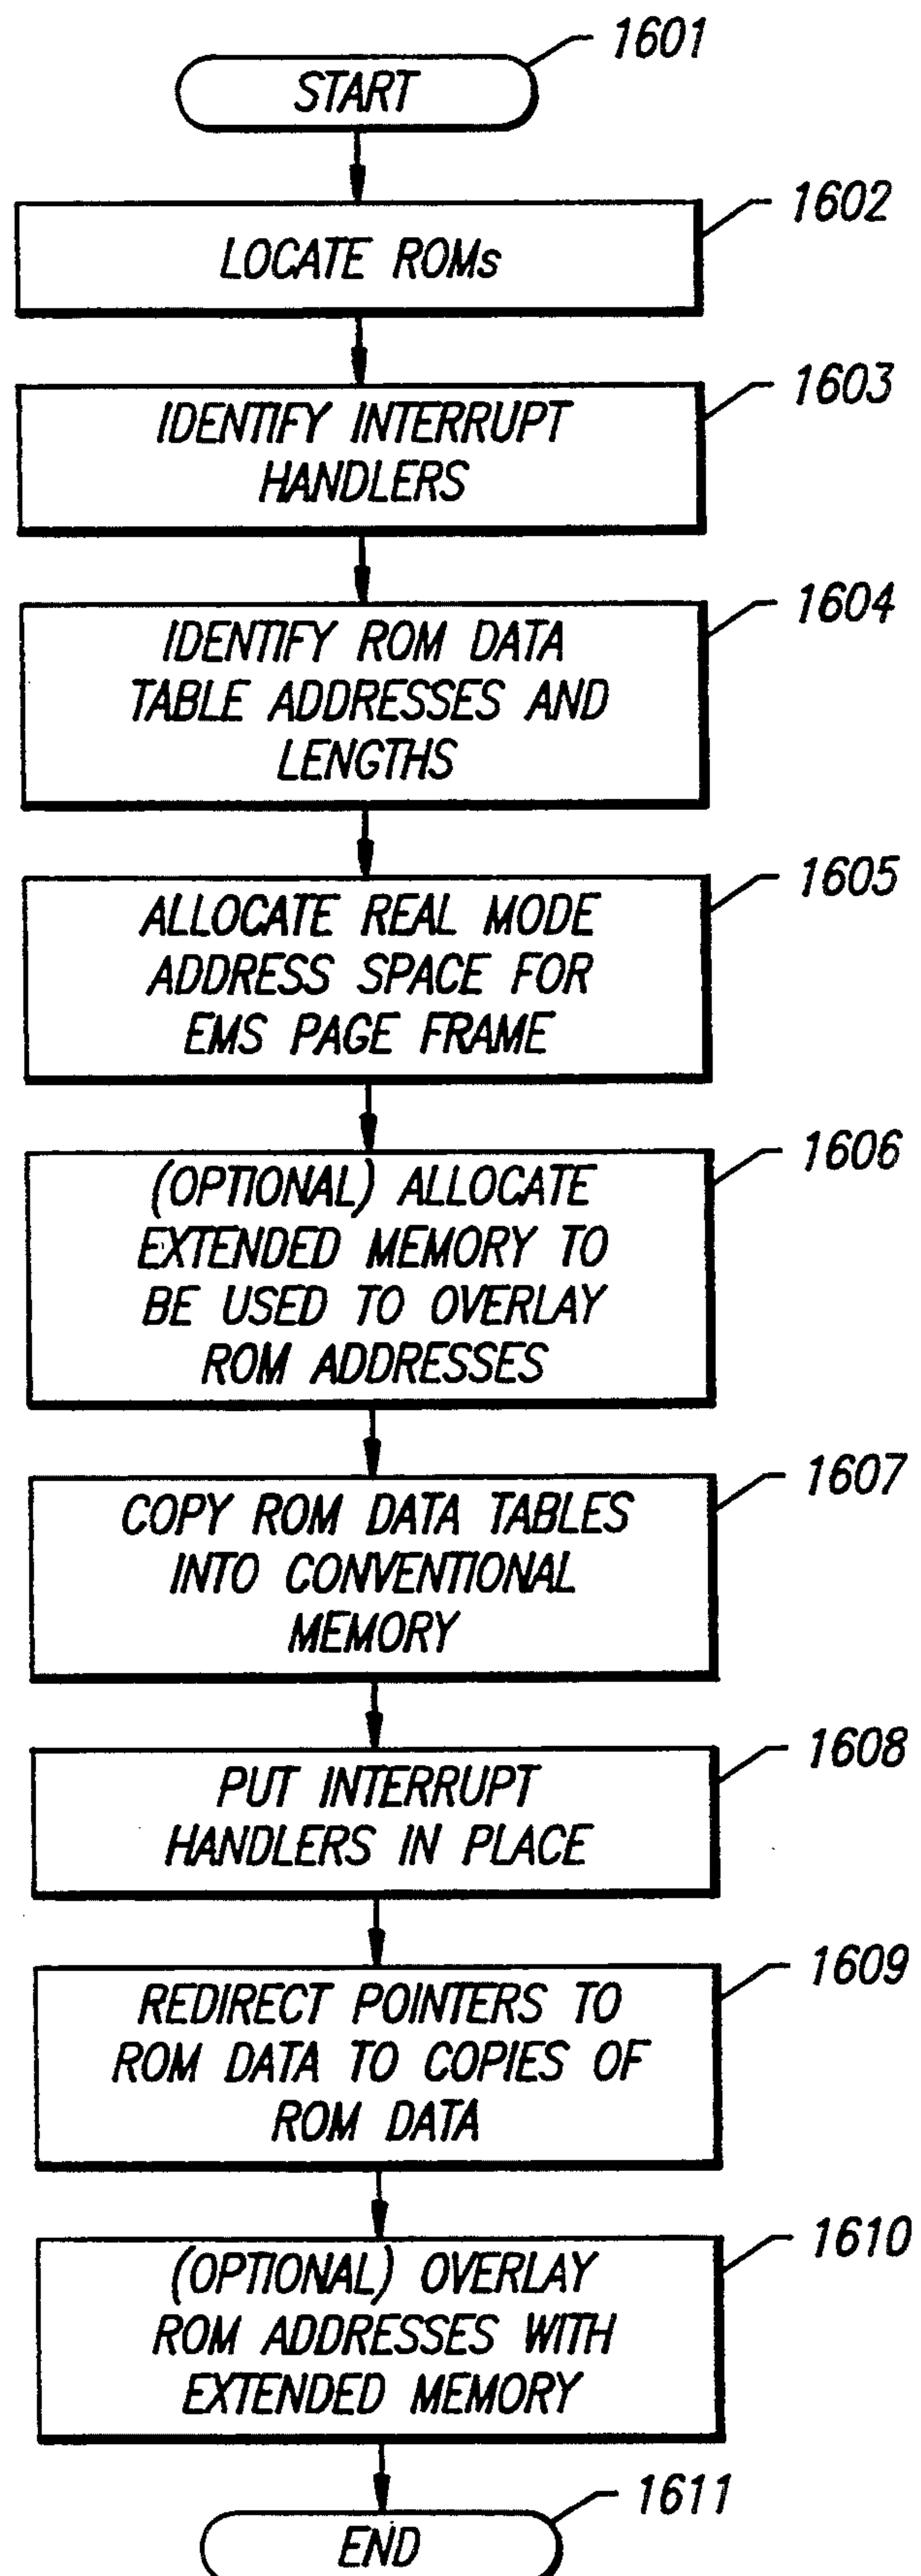 1601
START
1602
LOCATE ROMs
1603
IDENTIFY INTERRUPT
HANDLERS
1604
IDENTIFY ROM DATA
TABLE ADDRESSES AND
LENGTHS
1605
ALLOCATE REAL MODE
ADDRESS SPACE FOR
EMS PAGE FRAME
1606
(OPTIONAL) ALLOCATE
EXTENDED MEMORY TO
BE USED TO OVERLAY
ROM ADDRESSES
1607
COPY ROM DATA TABLES
INTO CONVENTIONAL
MEMORY
1608
PUT INTERRUPT
HANDLERS IN PLACE
1609
REDIRECT POINTERS TO
ROM DATA TO COPIES OF
ROM DATA
1610
(OPTIONAL) OVERLAY
ROM ADDRESSES WITH
EXTENDED MEMORY
1611
END